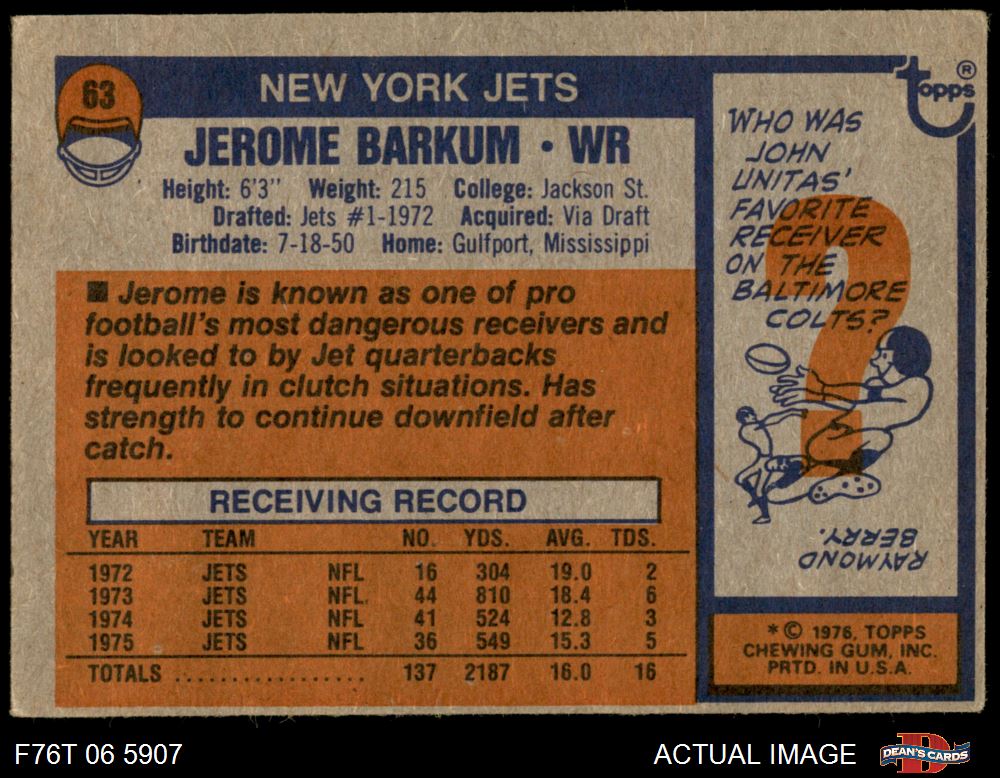 63
NEW YORK JETS
JEROME BARKUM • WR
Height: 6'3" Weight: 215 College: Jackson St.
Drafted: Jets #1-1972 Acquired: Via Draft
Birthdate: 7-18-50 Home: Gulfport, Mississippi
■ Jerome is known as one of pro
football's most dangerous receivers and
is looked to by Jet quarterbacks
frequently in clutch situations. Has
strength to continue downfield after
catch.
RECEIVING RECORD
YEAR TEAM NO. YDS. AVG. TDS.
1972 JETS NFL 16 304 19.0 2
1973 JETS NFL. 44 810 18.4 6
1974 JETS NFL 41 524 12.8 3
1975 JETS NFL 36 549 15.3 5
TOTALS ................. 137 2187 16.0 16
topps ®
WHO WAS
JOHN
UNITAS'
FAVORITE
RECEIVER
ON THE
BALTIMORE
COLTS?
?
RAYMOND
BERRY.
* © 1976, TOPPS
CHEWING GUM, INC.
PRTD. IN U.S.A.
F76T 06 5907
ACTUAL IMAGE
D
DEAN'S CARDS